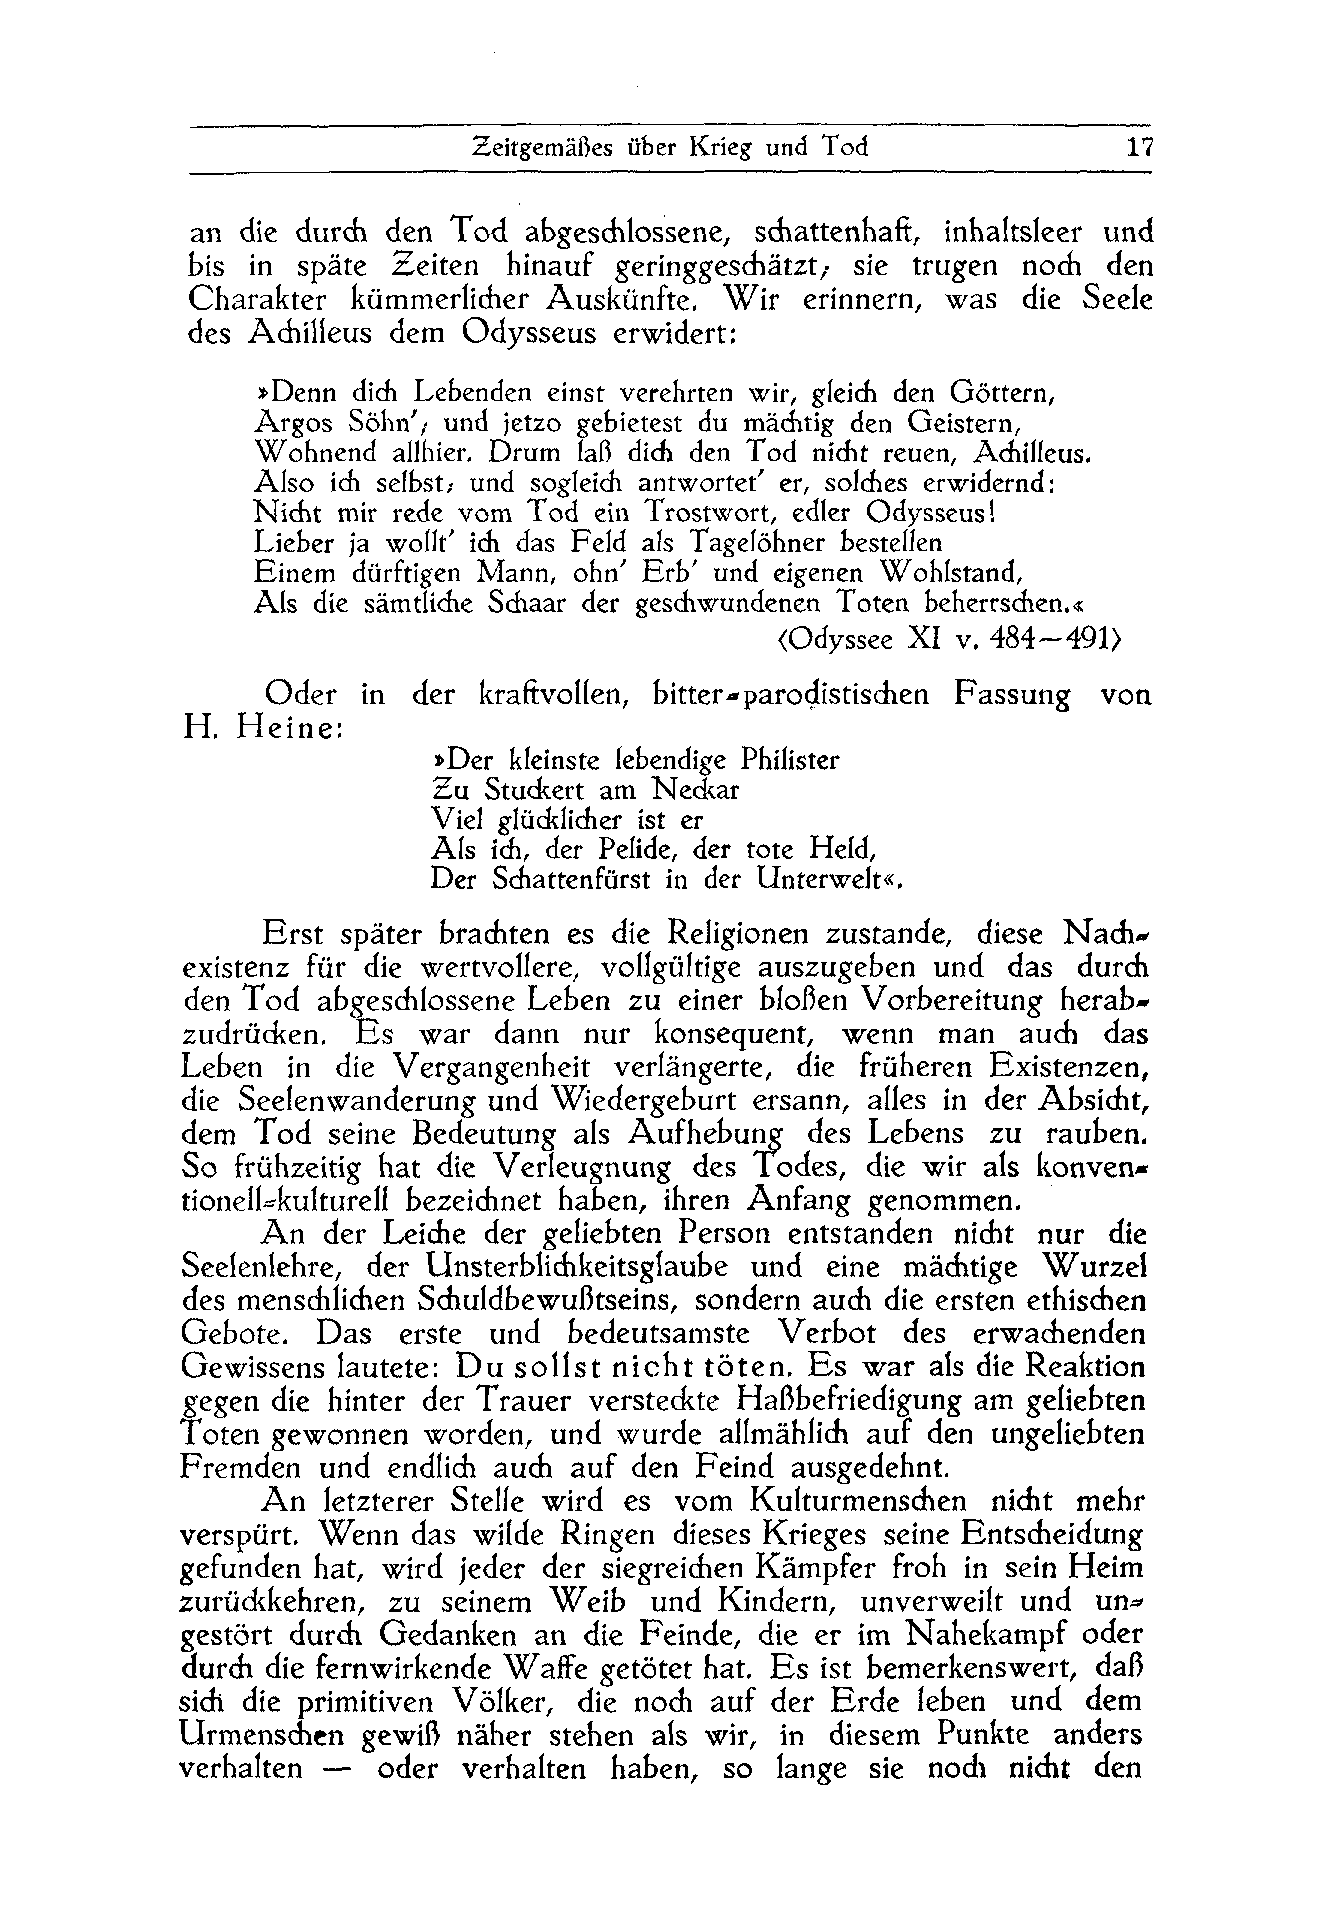 Zeitgemäßes über Krieg und Tod 17
an die durch den Tod abgeschlossene, schattenhaft, inhaltsleer und
bis in späte Zeiten hinauf geringgeschätzt; sie trugen noch den
Charakter kümmerlicher Auskünfte. Wir erinnern, was die Seele
des Achilleus dem Odysseus erwidert:
»Denn dich Lebenden einst verehrten wir, gleich den Göttern,
Argos Söhn'; und jetzo gebietest du mächtig den Geistern,
Wohnend allhier. Drum laß dich den Tod nicht reuen, Achilleus.
Also ich selbst; und sogleich antwortet' er, solches erwidernd:
Nicht mir rede vom Tod ein Trostwort, edler Odysseus!
Lieber ja wollt' ich das Feld als Tagelöhner bestellen
Einem dürftigen Mann, ohn' Erb' und eigenen Wohlstand,
Als die sämtliche Schaar der geschwundenen Toten beherrschen.«
(Odyssee XI v. 484—491)
Oder in der kraftvollen, bitter-parodistischen Fassung von
H. Heine:
»Der kleinste lebendige Philister
Zu Stuckert am Neckar
Viel glücklicher ist er
Als ich, der Pelide, der tote Held,
Der Schattenfürst in der Unterwelt«.
Erst später brachten es die Religionen zustande, diese Nach-
existenz für die wertvollere, vollgültige auszugeben und das durch
den Tod abgeschlossene Leben zu einer bloßen Vorbereitung herab-
zudrücken. Es war dann nur konsequent, wenn man auch das
Leben in die Vergangenheit verlängerte, die früheren Existenzen,
die Seelenwanderung und Wiedergeburt ersann, alles in der Absicht,
dem Tod seine Bedeutung als Aufhebung des Lebens zu rauben.
So frühzeitig hat die Verleugnung des Todes, die wir als konven-
tionell-kulturell bezeichnet haben, ihren Anfang genommen.
An der Leiche der geliebten Person entstanden nicht nur die
Seelenlehre, der Unsterblichkeitsglaube und eine mächtige Wurzel
des menschlichen Schuldbewußtseins, sondern auch die ersten ethischen
Gebote. Das erste und bedeutsamste Verbot des erwachenden
Gewissens lautete: Du sollst nicht töten. Es war als die Reaktion
gegen die hinter der Trauer versteckte Haßbefriedigung am geliebten
Toten gewonnen worden, und wurde allmählich auf den ungeliebten
Fremden und endlich auch auf den Feind ausgedehnt.
An letzterer Stelle wird es vom Kulturmenschen nicht mehr
verspürt. Wenn das wilde Ringen dieses Krieges seine Entscheidung
gefunden hat, wird jeder der siegreichen Kämpfer froh in sein Heim
zurückkehren, zu seinem Weib und Kindern, unverweilt und un-
gestört durch Gedanken an die Feinde, die er im Nahekampf oder
durch die fernwirkende Waffe getötet hat. Es ist bemerkenswert, daß
sich die primitiven Völker, die noch auf der Erde leben und dem
Urmenschen gewiß näher stehen als wir, in diesem Punkte anders
verhalten — oder verhalten haben, so lange sie noch nicht den